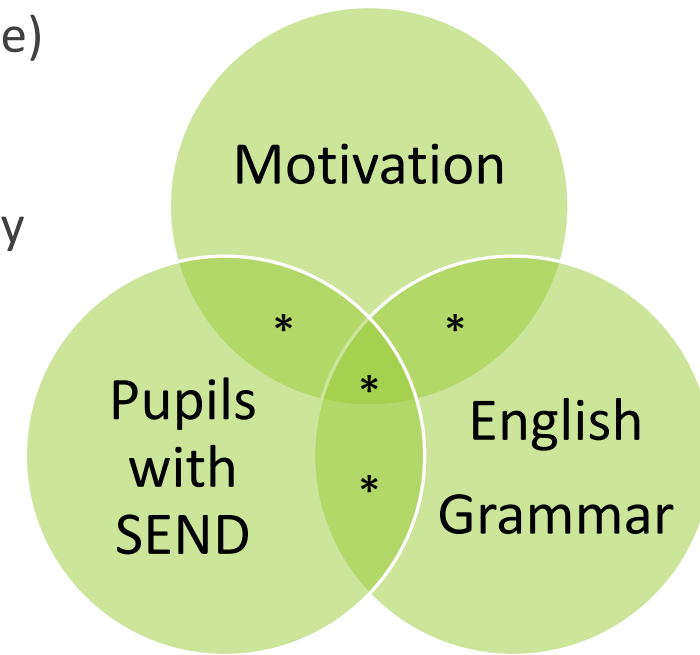 e)
Motivation
y
*
*
*
Pupils
with
SEND
English
Grammar
*